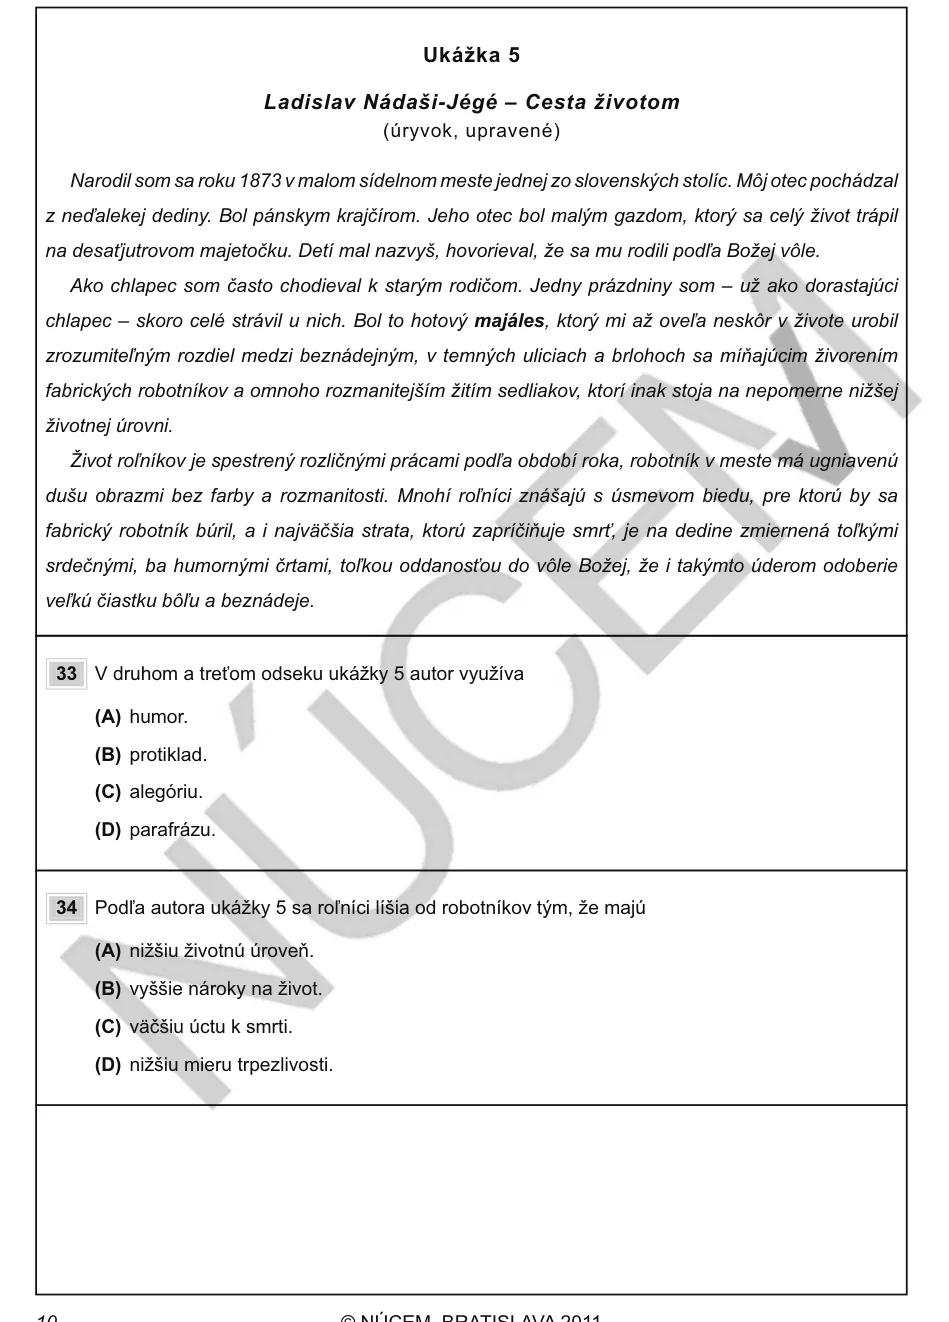 Ukážka 5
Ladislav Nádaši-Jégé – Cesta životom
(úryvok, upravené)
Narodil som sa roku 1873 v malom sídelnom meste jednej zo slovenských stolíc. Môj otec pochádzal
z neďalekej dediny. Bol pánskym krajčírom. Jeho otec bol malým gazdom, ktorý sa celý život trápil
na desaťjutrovom majetočku. Detí mal nazvyš, hovorieval, že sa mu rodili podľa Božej vôle.
Ako chlapec som často chodieval k starým rodičom. Jedny prázdniny som – už ako dorastajúci
chlapec – skoro celé strávil u nich. Bol to hotový majáles, ktorý mi až oveľa neskôr v živote urobil
zrozumiteľným rozdiel medzi beznádejným, v temných uliciach a brlohoch sa míňajúcim živorením
fabrických robotníkov a omnoho rozmanitejším žitím sedliakov, ktorí inak stoja na nepomerne nižšej
životnej úrovni.
Život roľníkov je spestrený rozličnými prácami podľa období roka, robotník v meste má ugniavenú
dušu obrazmi bez farby a rozmanitosti. Mnohí roľníci znášajú s úsmevom biedu, pre ktorú by sa
fabrický robotník búril, a i najväčšia strata, ktorú zapríčiňuje smrť, je na dedine zmiernená toľkými
srdečnými, ba humornými črtami, toľkou oddanosťou do vôle Božej, že i takýmto úderom odoberie
veľkú čiastku bôľu a beznádeje.
33 V druhom a treťom odseku ukážky 5 autor využíva
(A) humor.
(B) protiklad.
(C) alegóriu.
(D) parafrázu.
34 Podľa autora ukážky 5 sa roľníci líšia od robotníkov tým, že majú
(A) nižšiu životnú úroveň.
(B) vyššie nároky na život.
(C) väčšiu úctu k smrti.
(D) nižšiu mieru trpezlivosti.
NÚCEM
10 © NÚCEM, BRATISLAVA 2011